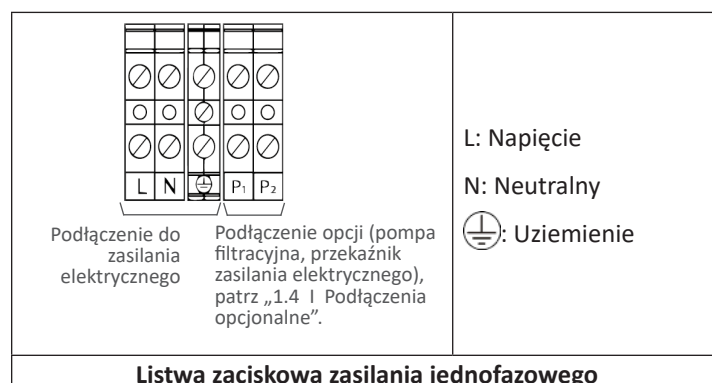 L N P₁ P₂
Podłączenie do
zasilania
elektrycznego
Podłączenie opcji (pompa
filtracyjna, przekaźnik
zasilania elektrycznego),
patrz „1.4 I Podłączenia
opcjonalne”.
L: Napięcie
N: Neutralny
: Uziemienie
Listwa zaciskowa zasilania jednofazowego